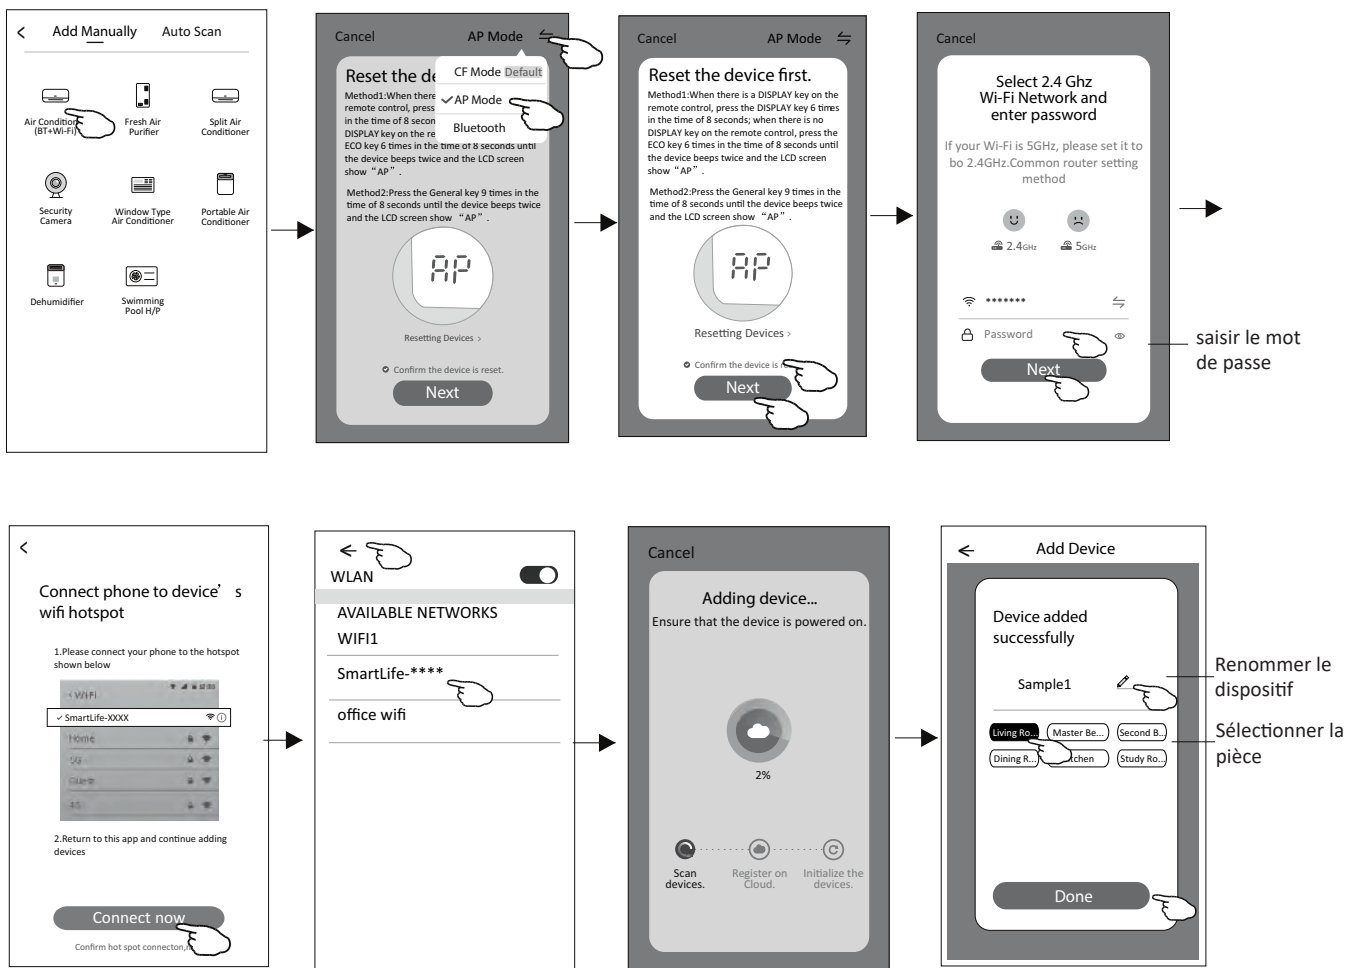 Add Manually
Auto Scan
Air Condition
(BT+Wi-Fi)
Fresh Air
Purifier
Split Air
Conditioner
Security
Camera
Window Type
Air Conditioner
Portable Air
Conditioner
Dehumidifier
Swimming
Pool H/P
Cancel
AP Mode
Reset the de
CF Mode Default
AP Mode
Bluetooth
Method1:When there
remote control, press
in the time of 8 secon
DISPLAY key on the re
ECO key 6 times in the time of 8 seconds until
the device beeps twice and the LCD screen
show “AP”.
Method2:Press the General key 9 times in the
time of 8 seconds until the device beeps twice
and the LCD screen show “AP”.
AP
Resetting Devices >
Confirm the device is reset.
Next
Cancel
AP Mode
Reset the device first.
Method1:When there is a DISPLAY key on the
remote control, press the DISPLAY key 6 times
in the time of 8 seconds; when there is no
DISPLAY key on the remote control, press the
ECO key 6 times in the time of 8 seconds until
the device beeps twice and the LCD screen
show “AP”.
Method2:Press the General key 9 times in the
time of 8 seconds until the device beeps twice
and the LCD screen show “AP”.
AP
Resetting Devices >
Confirm the device is
Next
Cancel
Select 2.4 Ghz
Wi-Fi Network and
enter password
If your Wi-Fi is 5GHz, please set it to
bo 2.4GHz.Common router setting
method
2.4GHz
5GHz
*******
Password
Next
saisir le mot
de passe
Connect phone to device’s
wifi hotspot
1.Please connect your phone to the hotspot
shown below
< WiFi
SmartLife-XXXX
Home
5G
Guest
4G
2.Return to this app and continue adding
devices
Connect now
Confirm hot spot connecton,
WLAN
AVAILABLE NETWORKS
WIFI1
SmartLife-****
office wifi
Cancel
Adding device...
Ensure that the device is powered on.
2%
Scan
devices.
Register on
Cloud.
Initialize the
devices.
Add Device
Device added
successfully
Sample1
Renommer le
dispositif
Living Ro...
Master Be...
Second B...
Dining R...
tchen
Study Ro...
Sélectionner la
pièce
Done